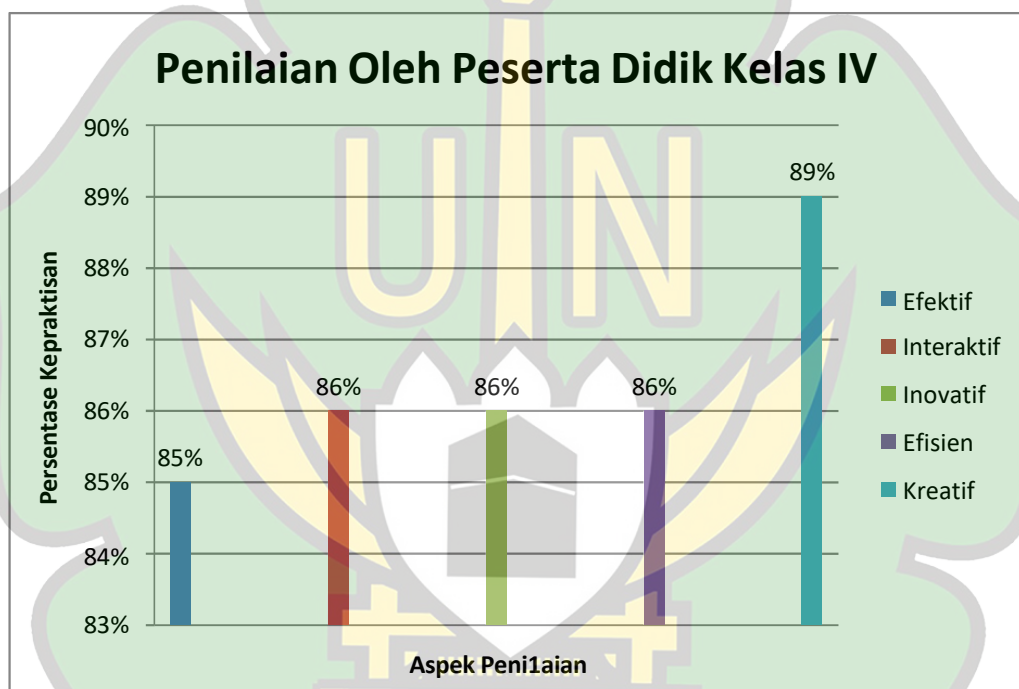 Penilaian Oleh Peserta Didik Kelas IV
UIN
90%
89%
88%
87%
86%
85%
84%
83%
Persentase Kepraktisan
85%
86%
86%
86%
89%
Aspek Peni1aian
Efektif
Interaktif
Inovatif
Efisien
Kreatif